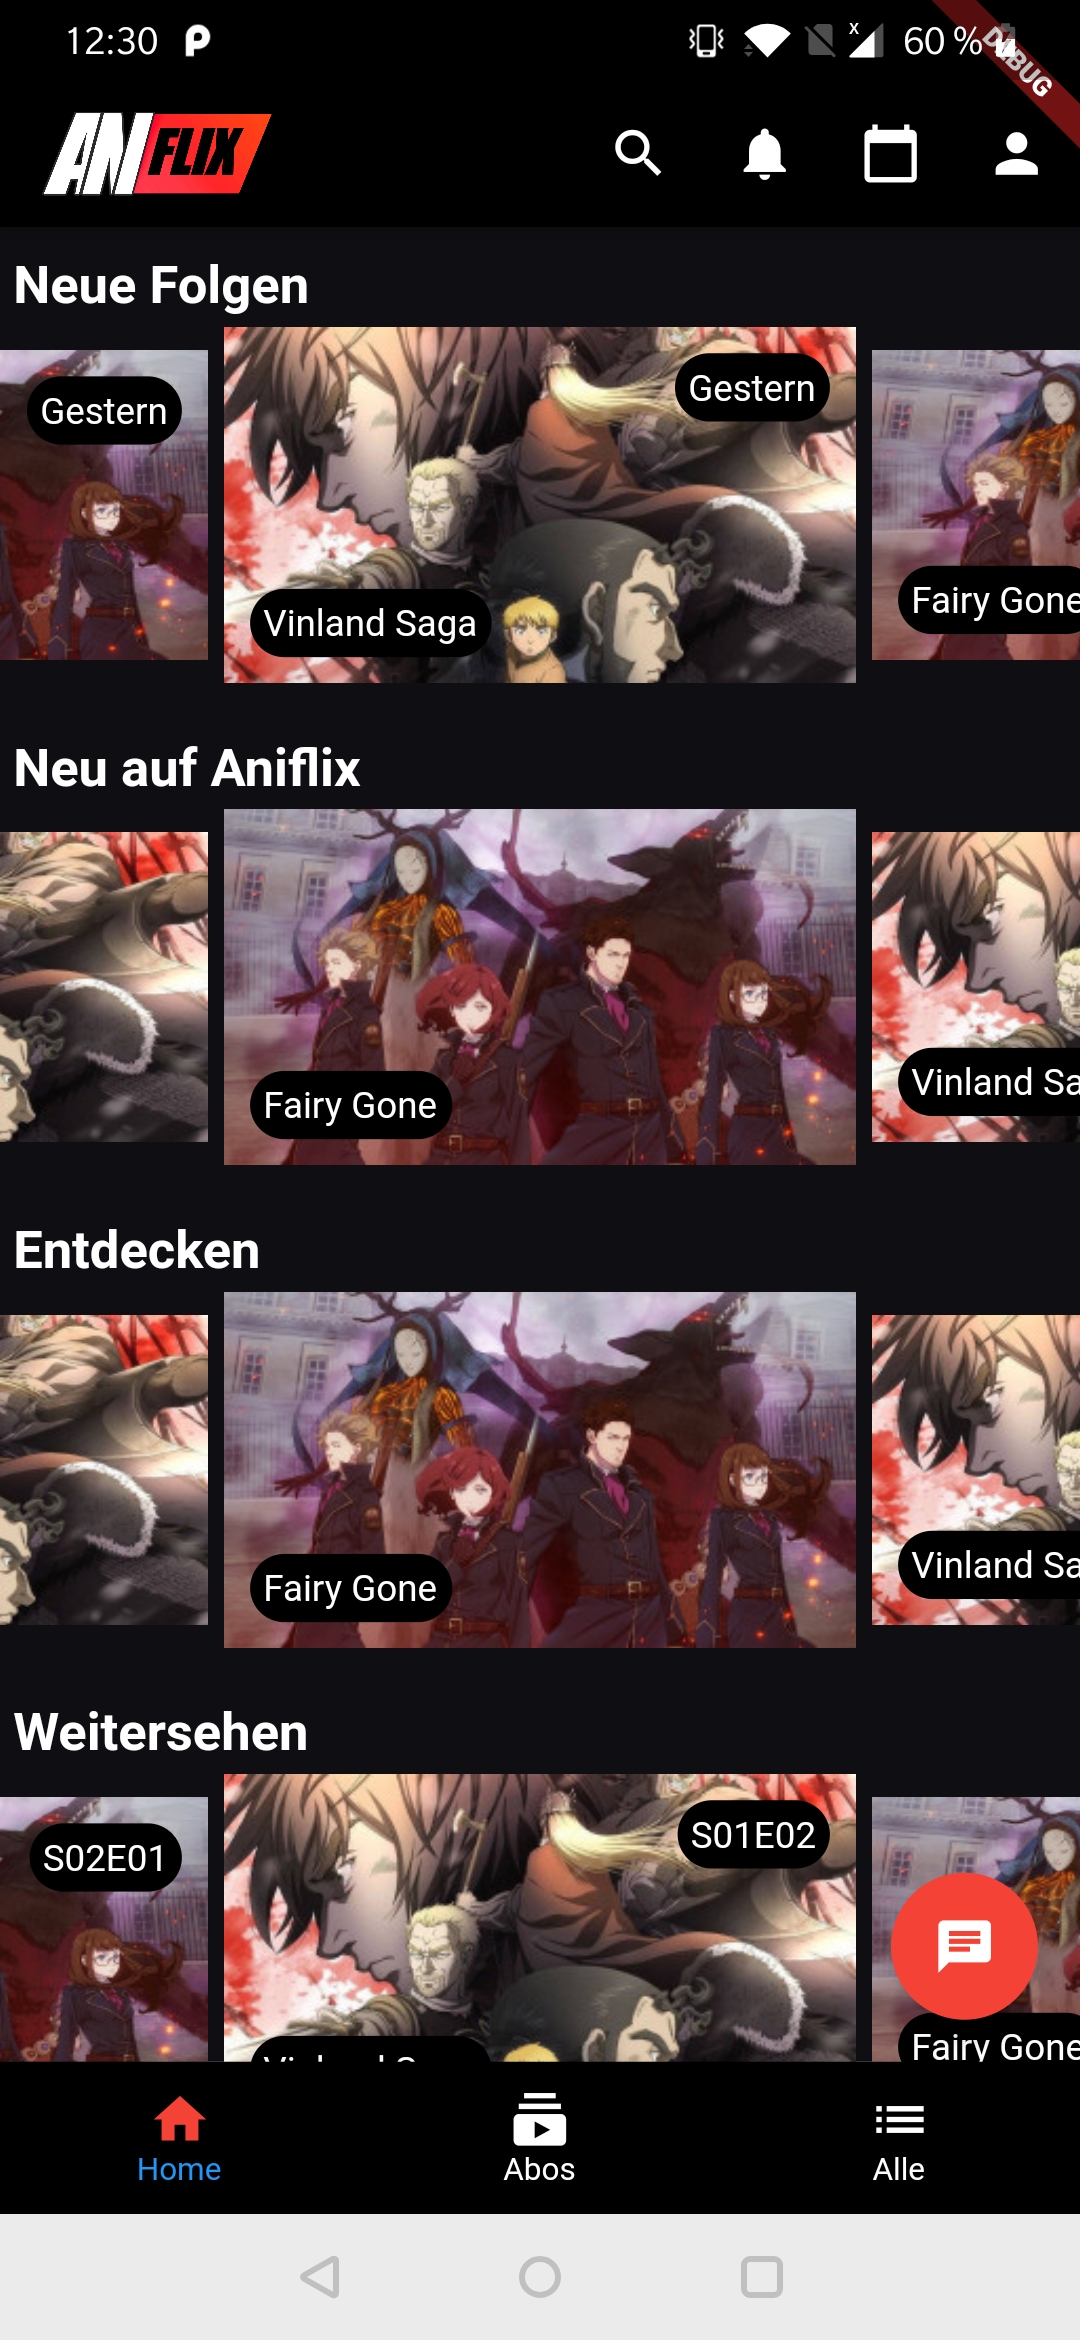 12:30
60 %
DEBUG
ANFLIX
Neue Folgen
Gestern
Gestern
Vinland Saga
Fairy Gone
Neu auf Aniflix
Fairy Gone
Vinland Sa
Entdecken
Fairy Gone
Vinland Sa
Weitersehen
S02E01
S01E02
Fairy Gone
Home
Abos
Alle